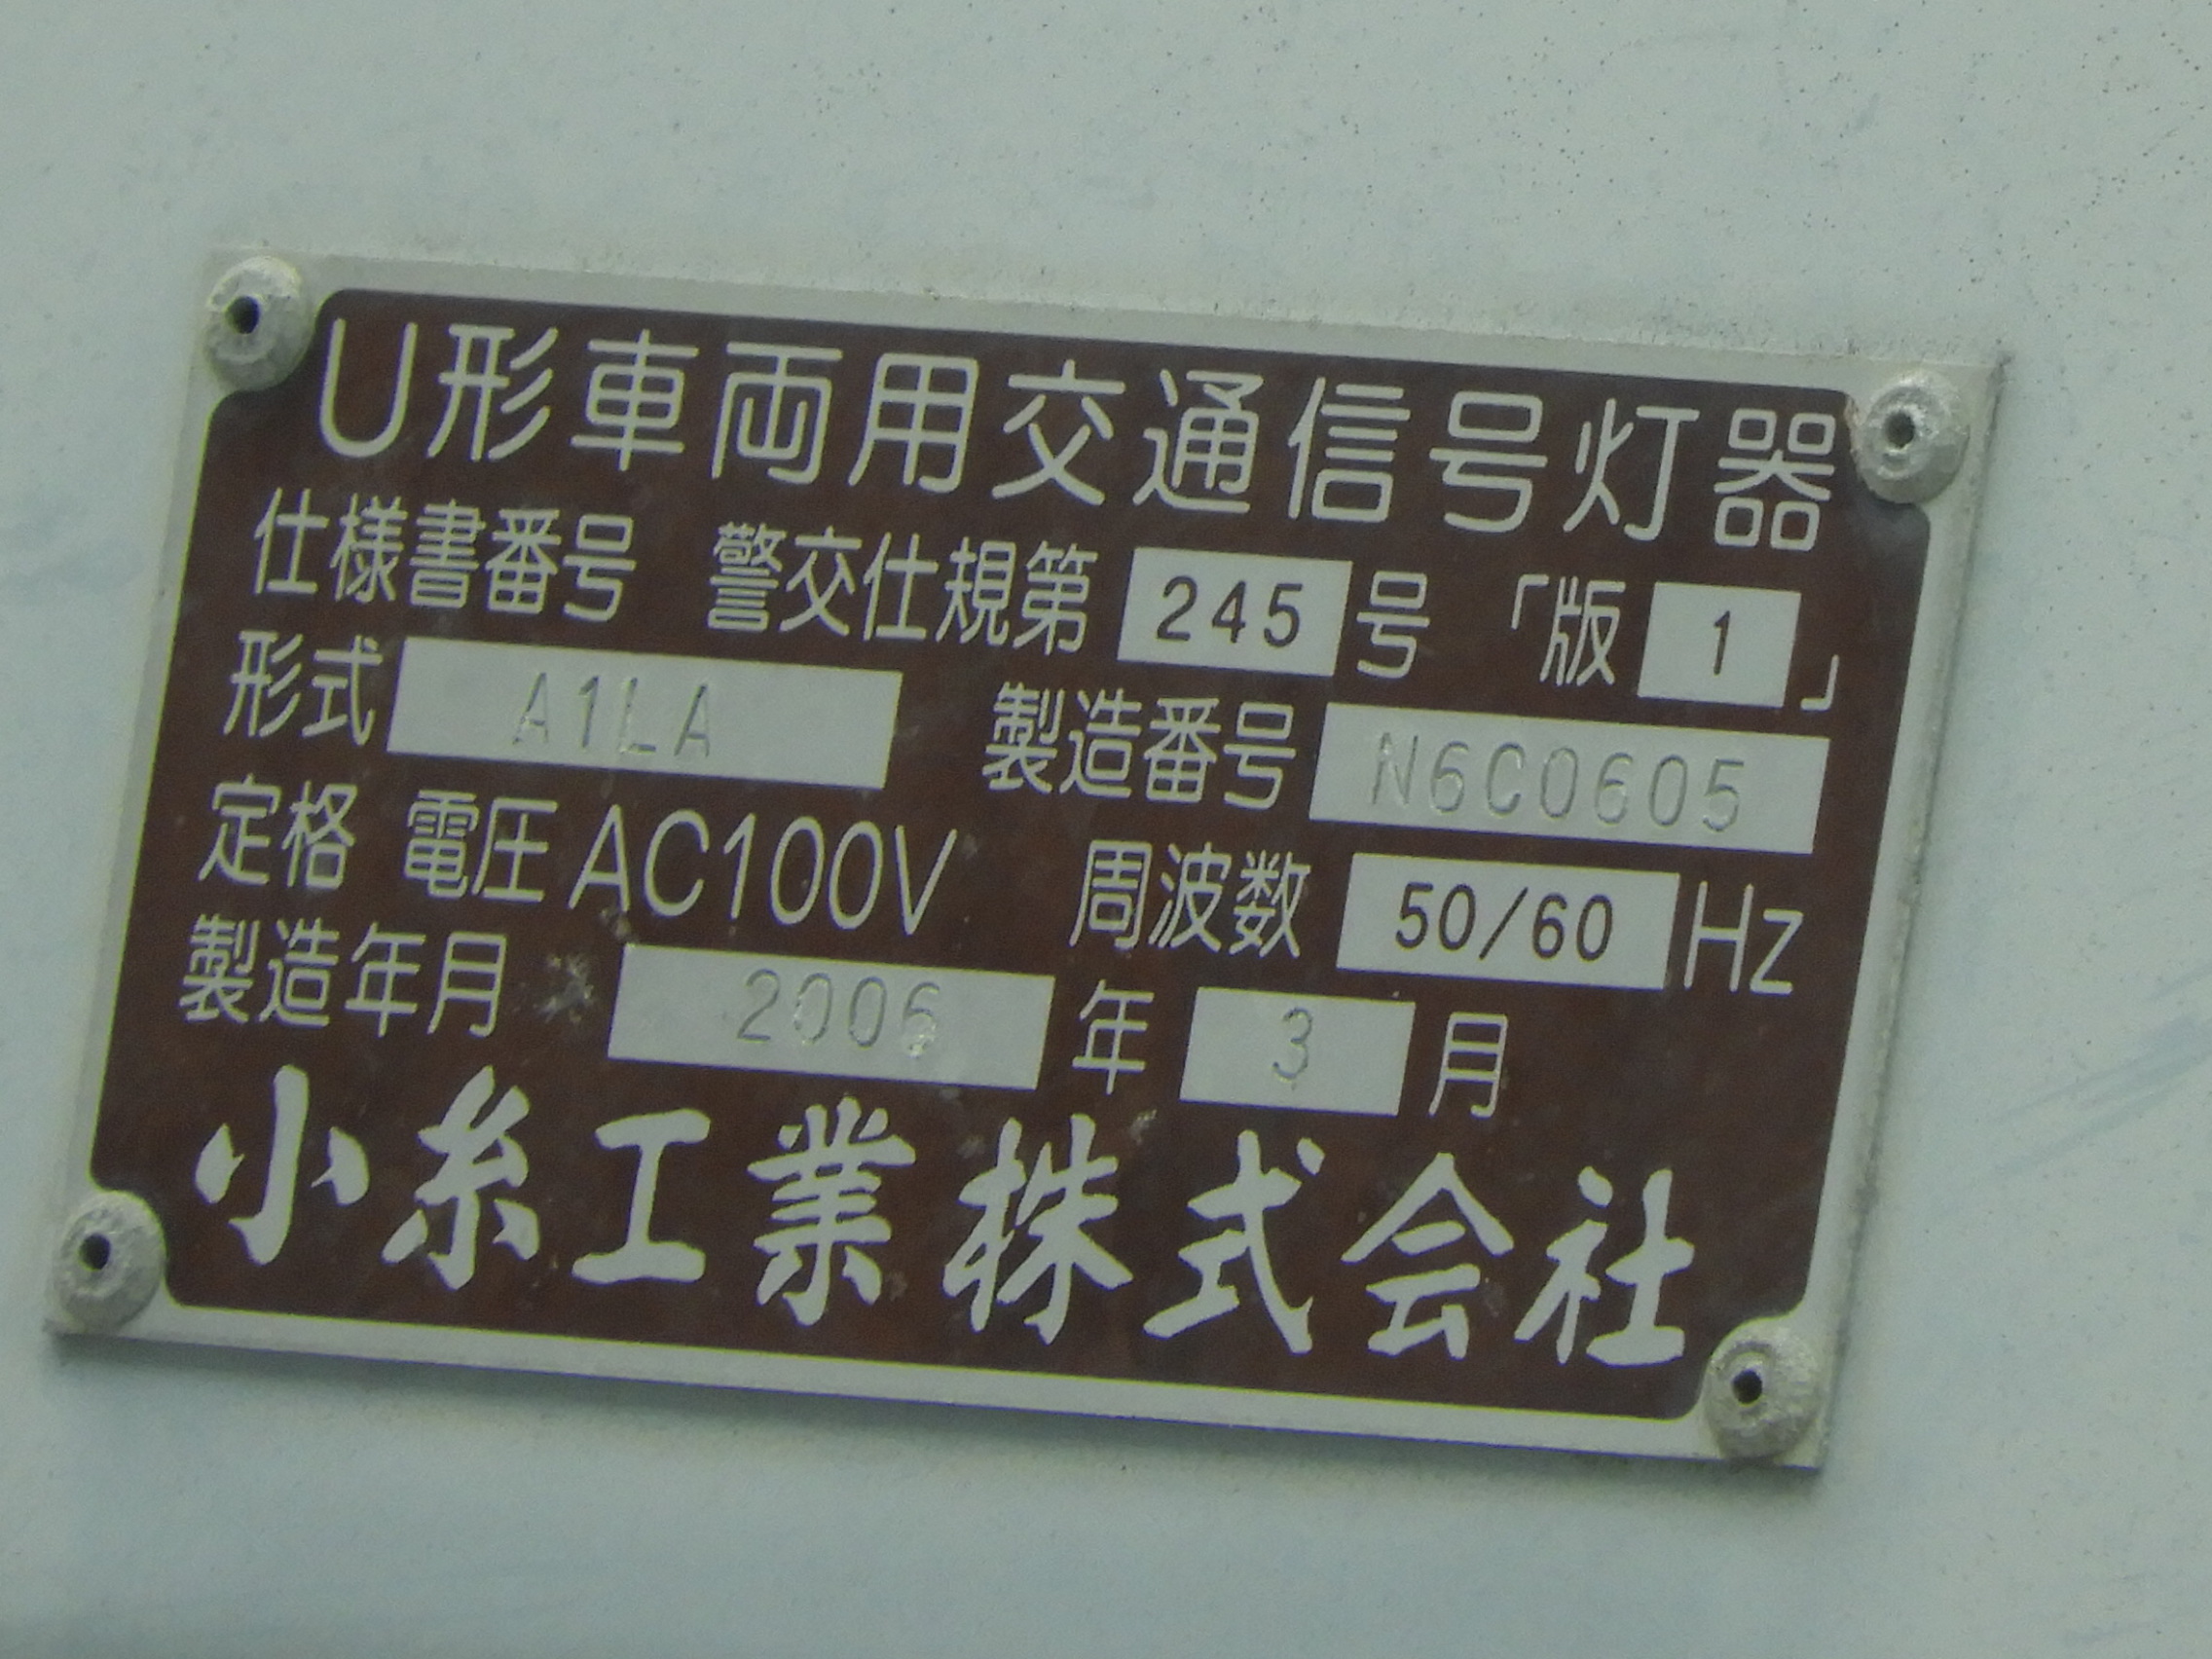 U形車両用交通信号灯器
仕様書番号 警交仕規第 245 号 「版 1 」
形式 A1LA 製造番号 N6C0605
定格 電圧 AC100V 周波数 50/60 Hz
製造年月 2006 年 3 月
小糸工業株式会社